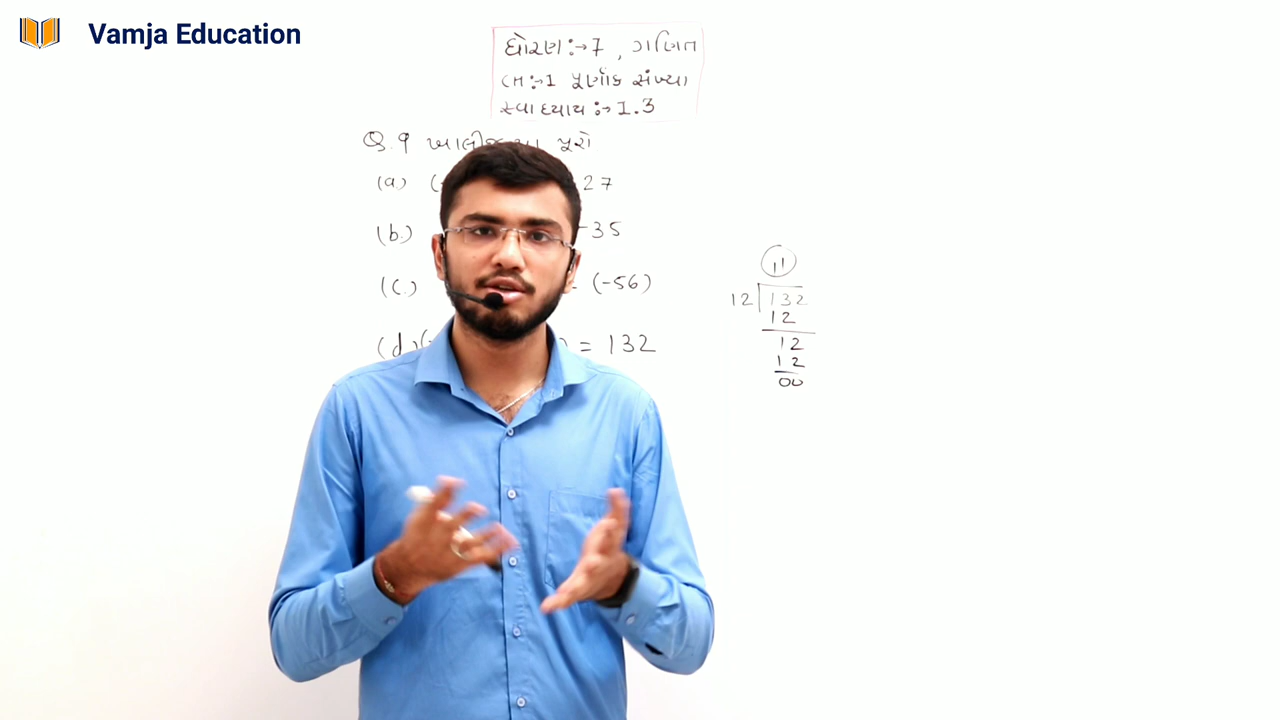 Vamja Education
ધોરણ :→ 7 , ગણિત
CH :→ 1 પૂર્ણાંક સંખ્યા
સ્વાધ્યાય :→ 1.3
Q. 9 પૂરો
(a.) ( 27
(b.) -35
(c.) (-56)
(d.) ( ) = 132
11
12 132
12
12
12
00